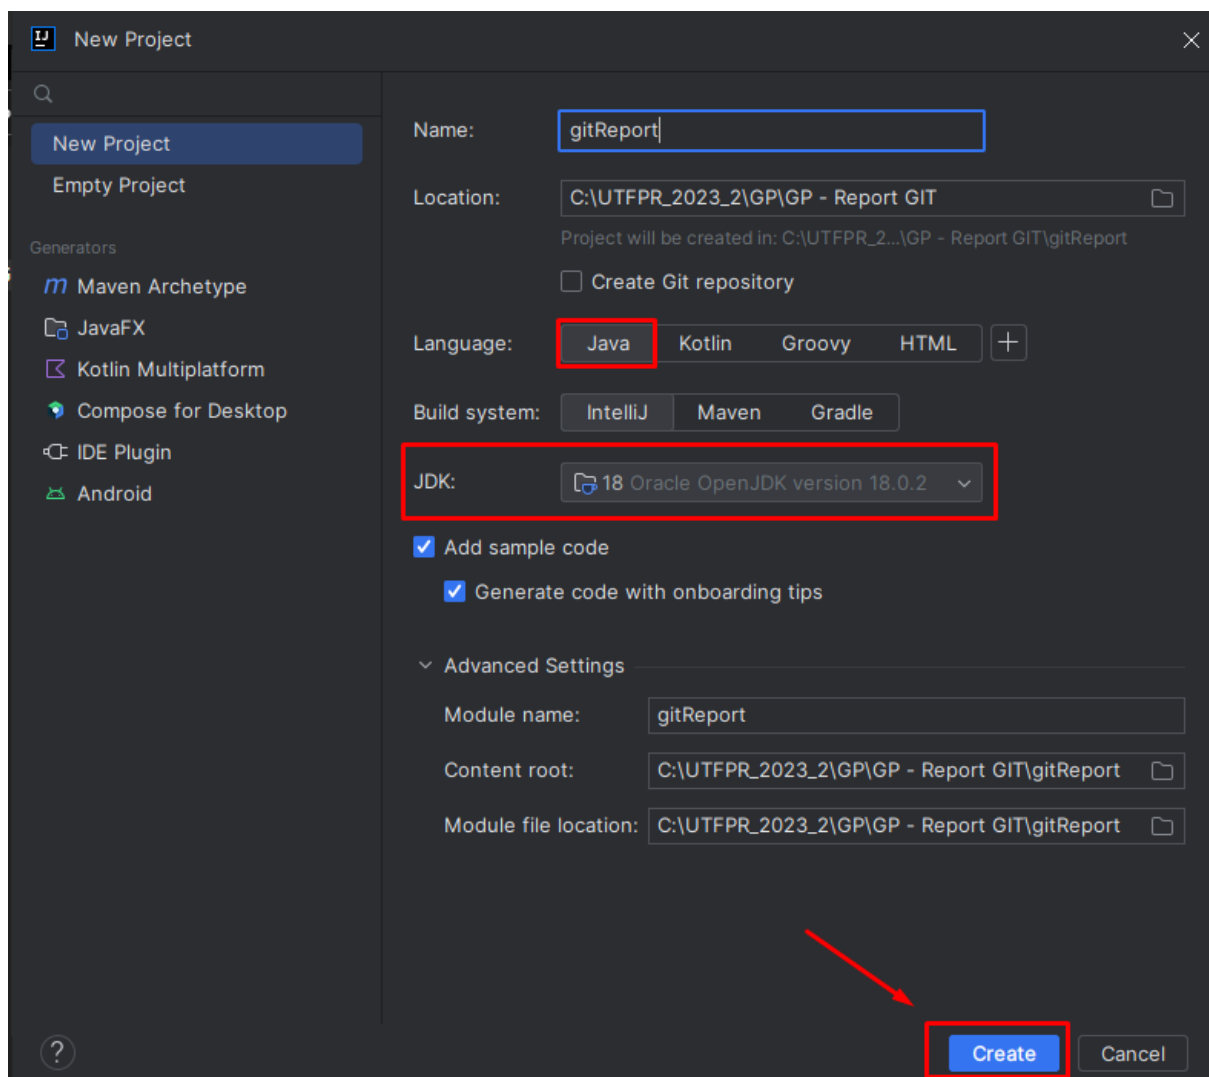 New Project
New Project
Empty Project
Generators
Maven Archetype
JavaFX
Kotlin Multiplatform
Compose for Desktop
IDE Plugin
Android
Name: gitReport
Location: C:\UTFPR_2023_2\GP\GP - Report GIT
Project will be created in: C:\UTFPR_2...\GP - Report GIT\gitReport
Create Git repository
Language: Java Kotlin Groovy HTML +
Build system: IntelliJ Maven Gradle
JDK: 18 Oracle OpenJDK version 18.0.2
Add sample code
Generate code with onboarding tips
Advanced Settings
Module name: gitReport
Content root: C:\UTFPR_2023_2\GP\GP - Report GIT\gitReport
Module file location: C:\UTFPR_2023_2\GP\GP - Report GIT\gitReport
? Create Cancel